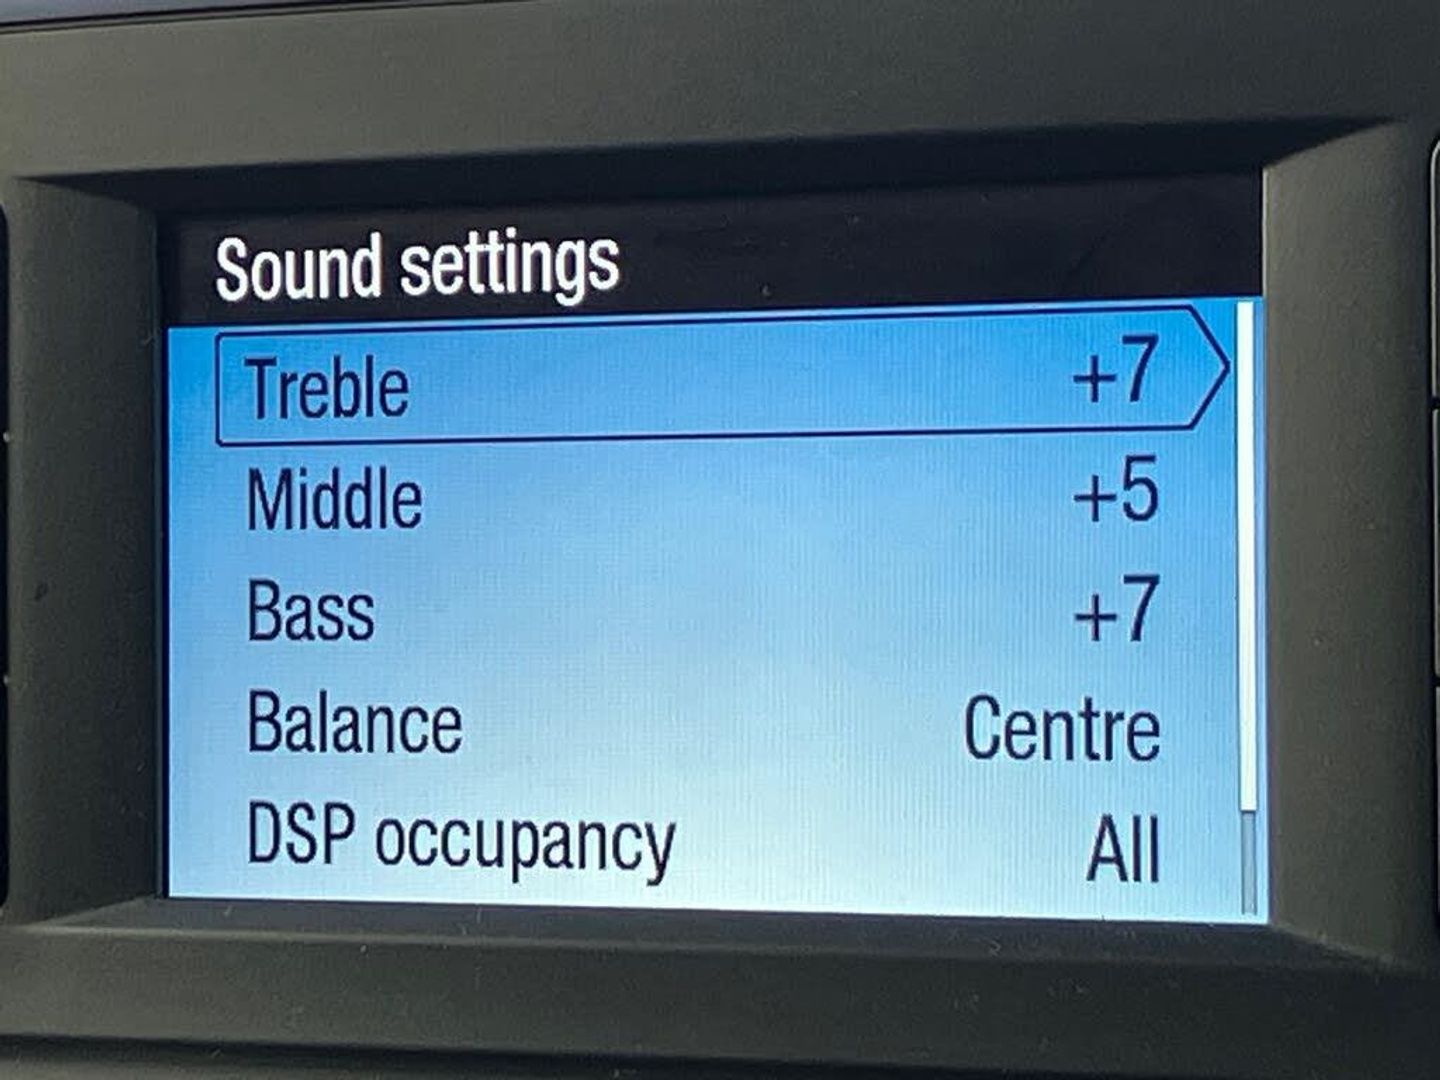 Sound settings
Treble +7
Middle +5
Bass +7
Balance Centre
DSP occupancy All